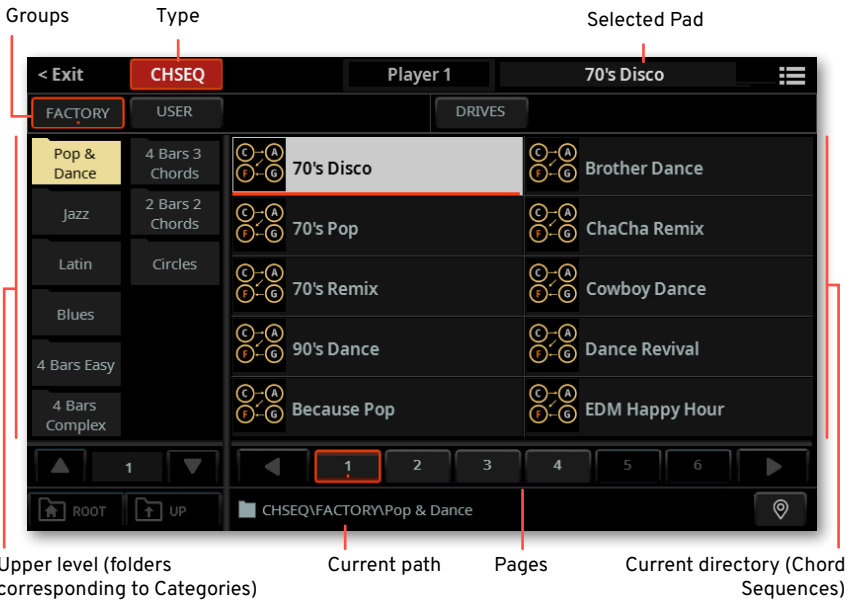 Groups
Type
Selected Pad
< Exit
CHSEQ
Player 1
70's Disco
FACTORY
USER
DRIVES
Pop &
Dance
4 Bars 3
Chords
Jazz
2 Bars 2
Chords
Latin
Circles
Blues
4 Bars Easy
4 Bars
Complex
C A
F G
70's Disco
C A
F G
Brother Dance
C A
F G
70's Pop
C A
F G
ChaCha Remix
C A
F G
70's Remix
C A
F G
Cowboy Dance
C A
F G
90's Dance
C A
F G
Dance Revival
C A
F G
Because Pop
C A
F G
EDM Happy Hour
1
1 2 3 4 5 6
ROOT
UP
CHSEQ\FACTORY\Pop & Dance
Upper level (folders
corresponding to Categories)
Current path
Pages
Current directory (Chord
Sequences)